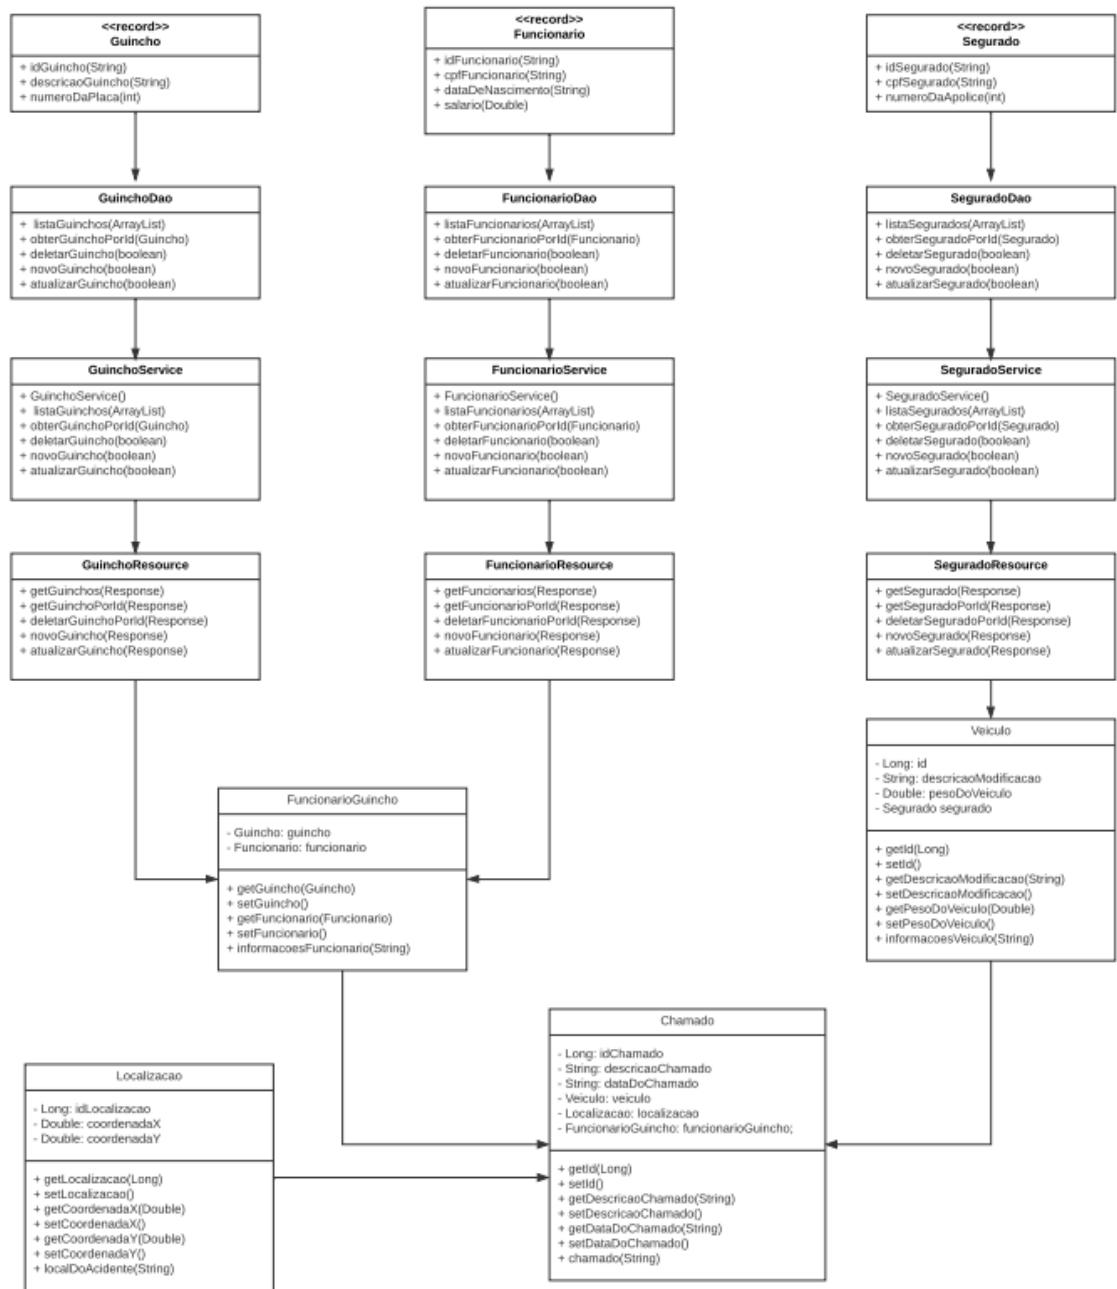 <<record>>
Guincho
+ idGuincho(String)
+ descricaoGuincho(String)
+ numeroDaPlaca(int)
<<record>>
Funcionario
+ idFuncionario(String)
+ cpfFuncionario(String)
+ dataDeNascimento(String)
+ salario(Double)
<<record>>
Segurado
+ idSegurado(String)
+ cpfSegurado(String)
+ numeroDaApolice(int)
GuinchoDao
+ listaGuinchos(ArrayList)
+ obterGuinchoPorId(Guincho)
+ deletarGuincho(boolean)
+ novoGuincho(boolean)
+ atualizarGuincho(boolean)
FuncionarioDao
+ listaFuncionarios(ArrayList)
+ obterFuncionarioPorId(Funcionario)
+ deletarFuncionario(boolean)
+ novoFuncionario(boolean)
+ atualizarFuncionario(boolean)
SeguradoDao
+ listaSegurados(ArrayList)
+ obterSeguradoPorId(Segurado)
+ deletarSegurado(boolean)
+ novoSegurado(boolean)
+ atualizarSegurado(boolean)
GuinchoService
+ GuinchoService()
+ listaGuinchos(ArrayList)
+ obterGuinchoPorId(Guincho)
+ deletarGuincho(boolean)
+ novoGuincho(boolean)
+ atualizarGuincho(boolean)
FuncionarioService
+ FuncionarioService()
+ listaFuncionarios(ArrayList)
+ obterFuncionarioPorId(Funcionario)
+ deletarFuncionario(boolean)
+ novoFuncionario(boolean)
+ atualizarFuncionario(boolean)
SeguradoService
+ SeguradoService()
+ listaSegurados(ArrayList)
+ obterSeguradoPorId(Segurado)
+ deletarSegurado(boolean)
+ novoSegurado(boolean)
+ atualizarSegurado(boolean)
GuinchoResource
+ getGuinchos(Response)
+ getGuinchoPorId(Response)
+ deletarGuinchoPorId(Response)
+ novoGuincho(Response)
+ atualizarGuincho(Response)
FuncionarioResource
+ getFuncionarios(Response)
+ getFuncionarioPorId(Response)
+ deletarFuncionarioPorId(Response)
+ novoFuncionario(Response)
+ atualizarFuncionario(Response)
SeguradoResource
+ getSegurado(Response)
+ getSeguradoPorId(Response)
+ deletarSeguradoPorId(Response)
+ novoSegurado(Response)
+ atualizarSegurado(Response)
Veiculo
- Long: id
- String: descricaoModificacao
- Double: pesoDoVeiculo
- Segurado segurado
+ getId(Long)
+ setId()
+ getDescricaoModificacao(String)
+ setDescricaoModificacao()
+ getPesoDoVeiculo(Double)
+ setPesoDoVeiculo()
+ informacoesVeiculo(String)
FuncionarioGuincho
- Guincho: guincho
- Funcionario: funcionario
+ getGuincho(Guincho)
+ setGuincho()
+ getFuncionario(Funcionario)
+ setFuncionario()
+ informacoesFuncionario(String)
Chamado
- Long: idChamado
- String: descricaoChamado
- String: dataDoChamado
- Veiculo: veiculo
- Localizacao: localizacao
- FuncionarioGuincho: funcionarioGuincho;
+ getId(Long)
+ setId()
+ getDescricaoChamado(String)
+ setDescricaoChamado()
+ getDataDoChamado(String)
+ setDataDoChamado()
+ chamado(String)
Localizacao
- Long: idLocalizacao
- Double: coordenadaX
- Double: coordenadaY
+ getLocalizacao(Long)
+ setLocalizacao()
+ getCoordenadaX(Double)
+ setCoordenadaX()
+ getCoordenadaY(Double)
+ setCoordenadaY()
+ localDoAcidente(String)